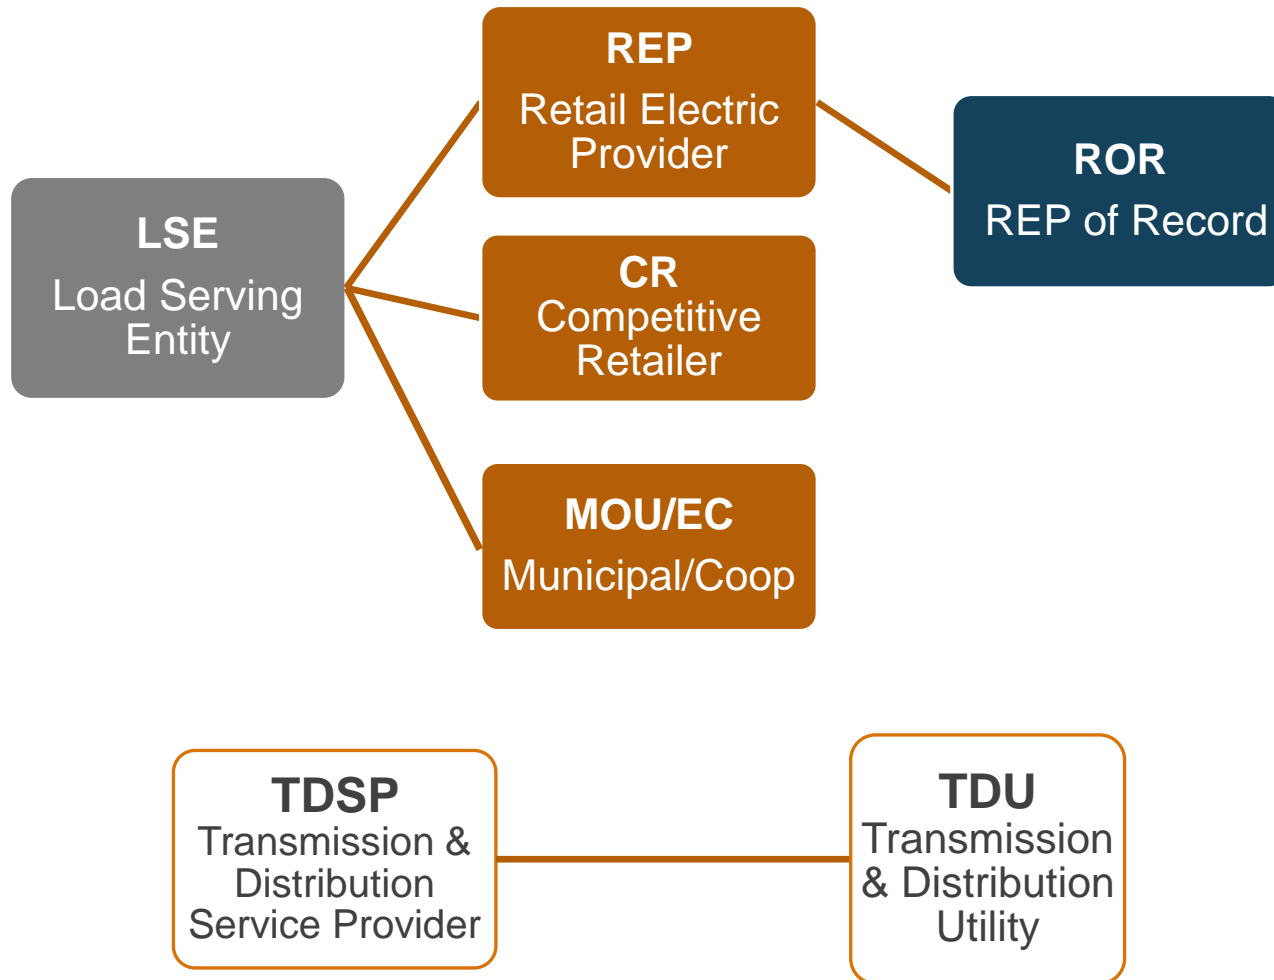 REP
Retail Electric
Provider
ROR
REP of Record
LSE
Load Serving
Entity
CR
Competitive
Retailer
MOU/EC
Municipal/Coop
TDSP
Transmission &
Distribution
Service Provider
TDU
Transmission
& Distribution
Utility